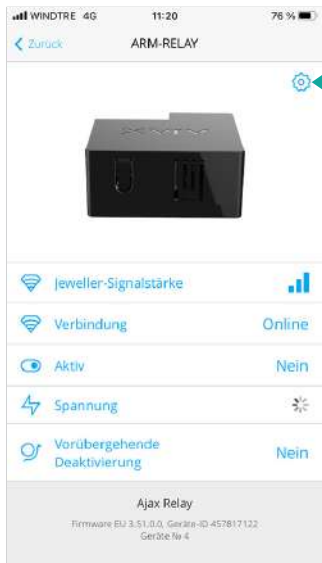 WINDTRE 4G 11:20 76 %
Zurück ARM-RELAY
AJAX
Jeweller-Signalstärke
Verbindung Online
Aktiv Nein
Spannung
Vorübergehende
Deaktivierung Nein
Ajax Relay
Firmware EU 3.51.0.0, Geräte-ID 457817122
Geräte № 4